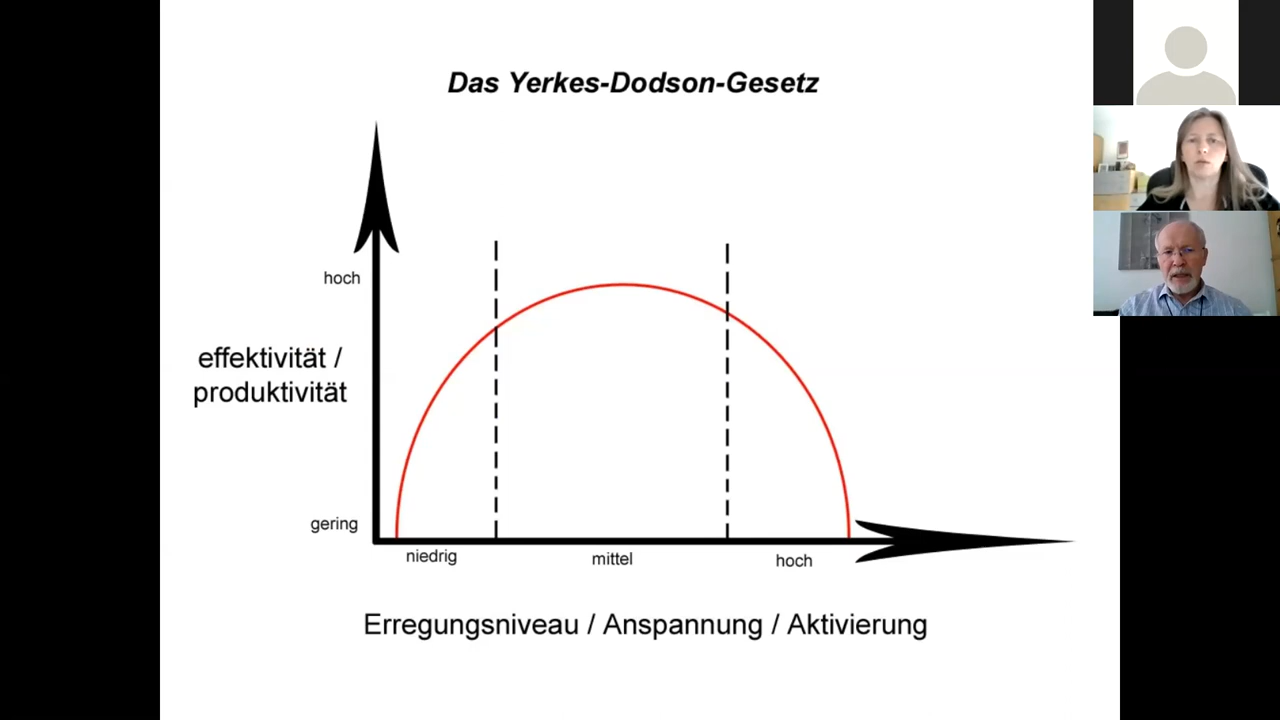 Das Yerkes-Dodson-Gesetz
hoch
effektivität /
produktivität
gering
niedrig
mittel
hoch
Erregungsniveau / Anspannung / Aktivierung